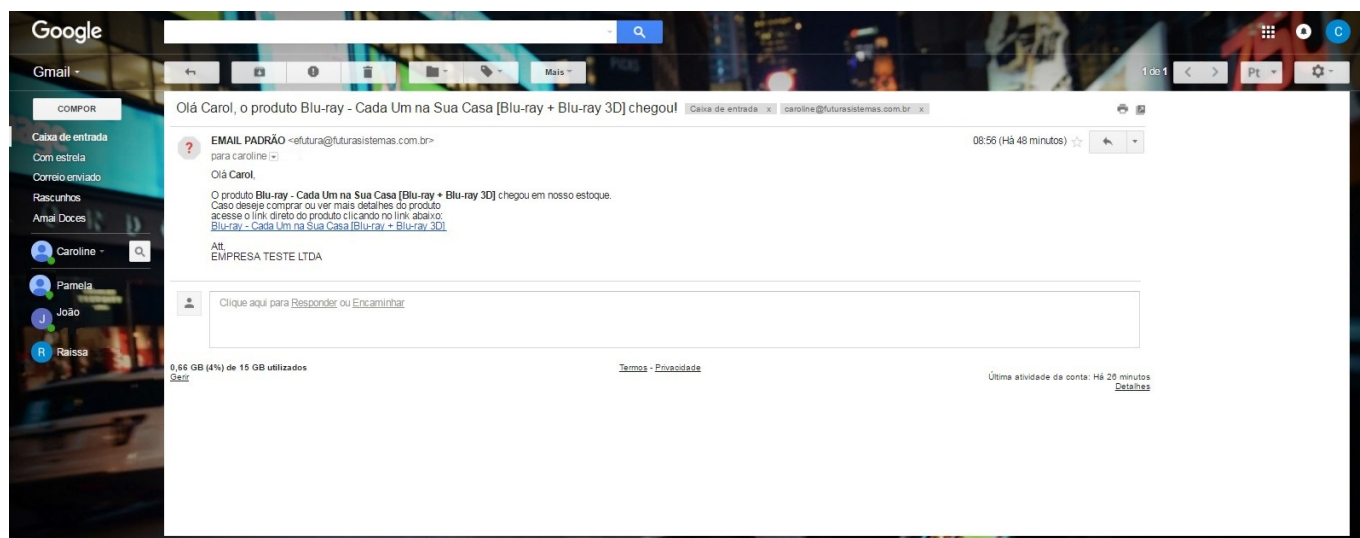 Google
Gmail
Mais
1 de 1
Pt
COMPOR
Caixa de entrada
Com estrela
Correio enviado
Rascunhos
Amai Doces
Caroline
Pamela
J João
R Raissa
C
Olá Carol, o produto Blu-ray - Cada Um na Sua Casa [Blu-ray + Blu-ray 3D] chegou! Caixa de entrada x caroline@futurasistemas.com.br x
EMAIL PADRÃO <efutura@futurasistemas.com.br> 08:56 (Há 48 minutos)
para caroline
Olá Carol,
O produto Blu-ray - Cada Um na Sua Casa [Blu-ray + Blu-ray 3D] chegou em nosso estoque.
Caso deseje comprar ou ver mais detalhes do produto
acesse o link direto do produto clicando no link abaixo:
Blu-ray - Cada Um na Sua Casa [Blu-ray + Blu-ray 3D]
Att,
EMPRESA TESTE LTDA
Clique aqui para Responder ou Encaminhar
0,66 GB (4%) de 15 GB utilizados
Gerir
Termos - Privacidade
Última atividade da conta: Há 26 minutos
Detalhes